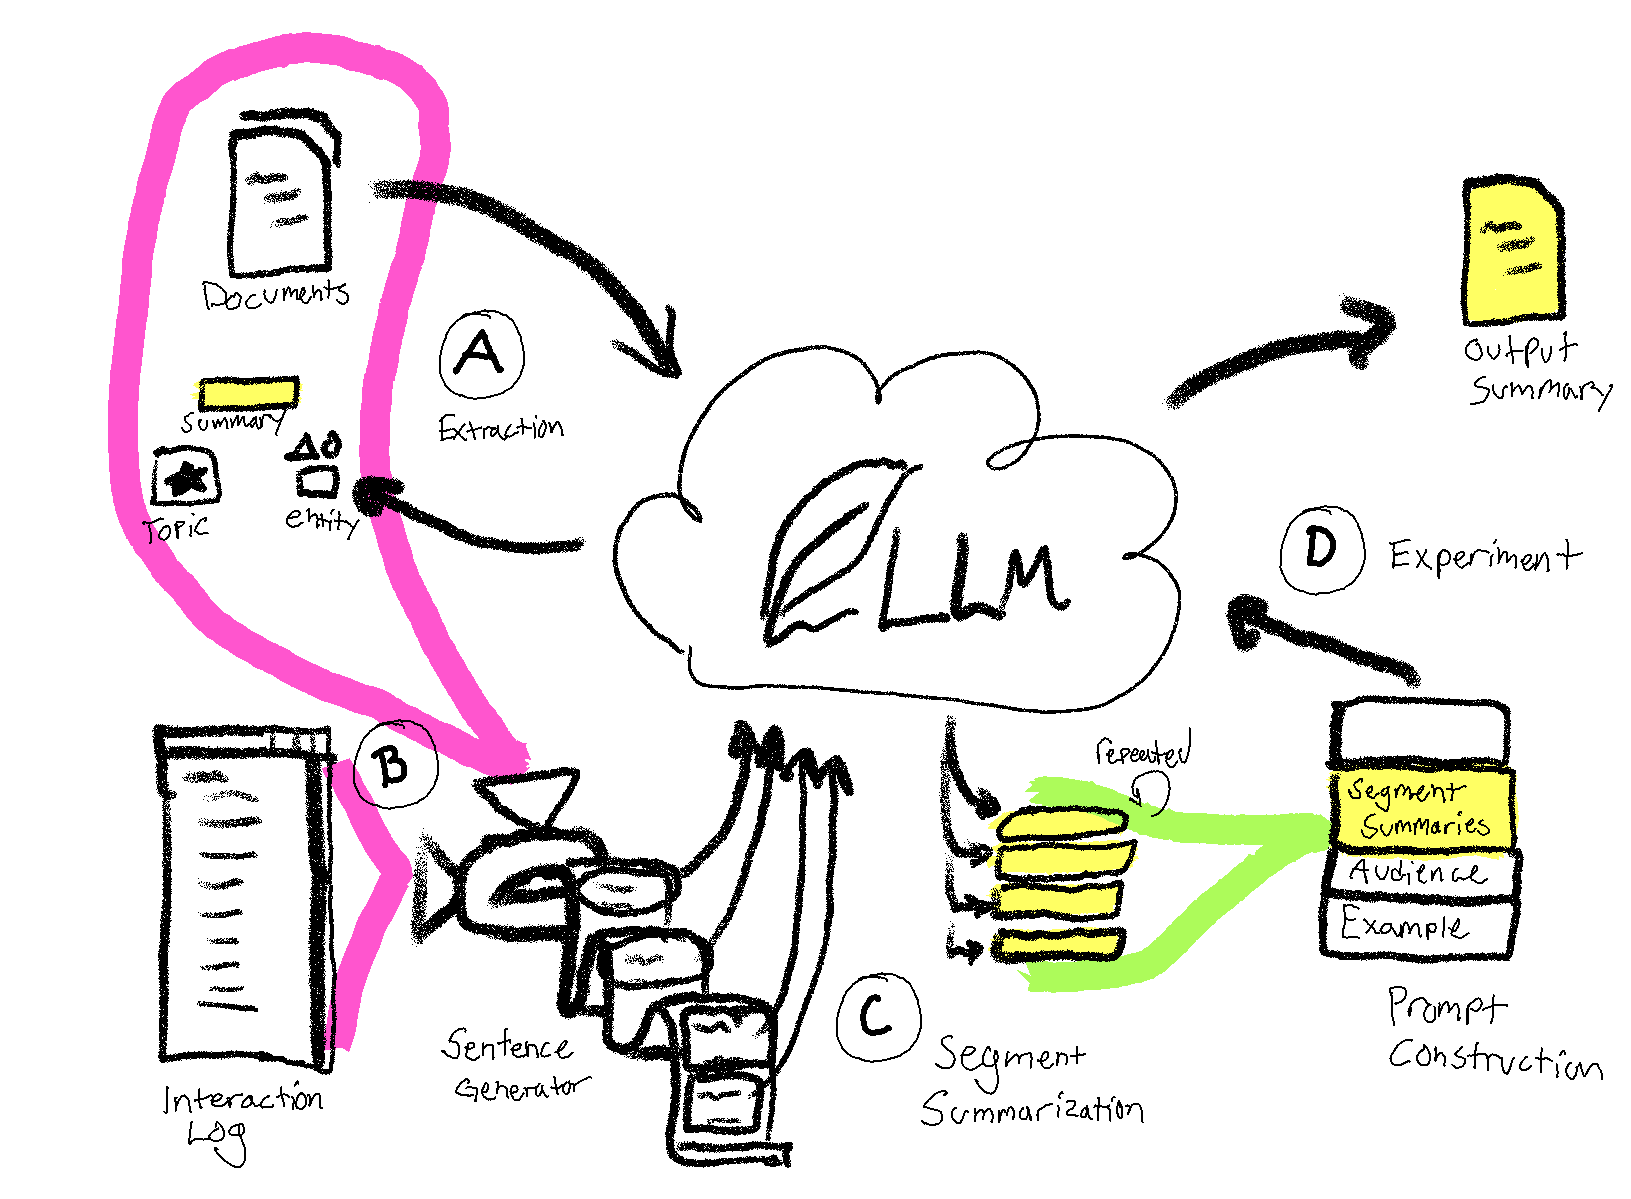 Documents
Summary
Topic
entity
A
Extraction
LLM
Output
Summary
D
Experiment
B
Interaction
Log
Sentence
Generator
C
Segment
Summarization
repeated
Segment
Summaries
Audience
Example
Prompt
Construction